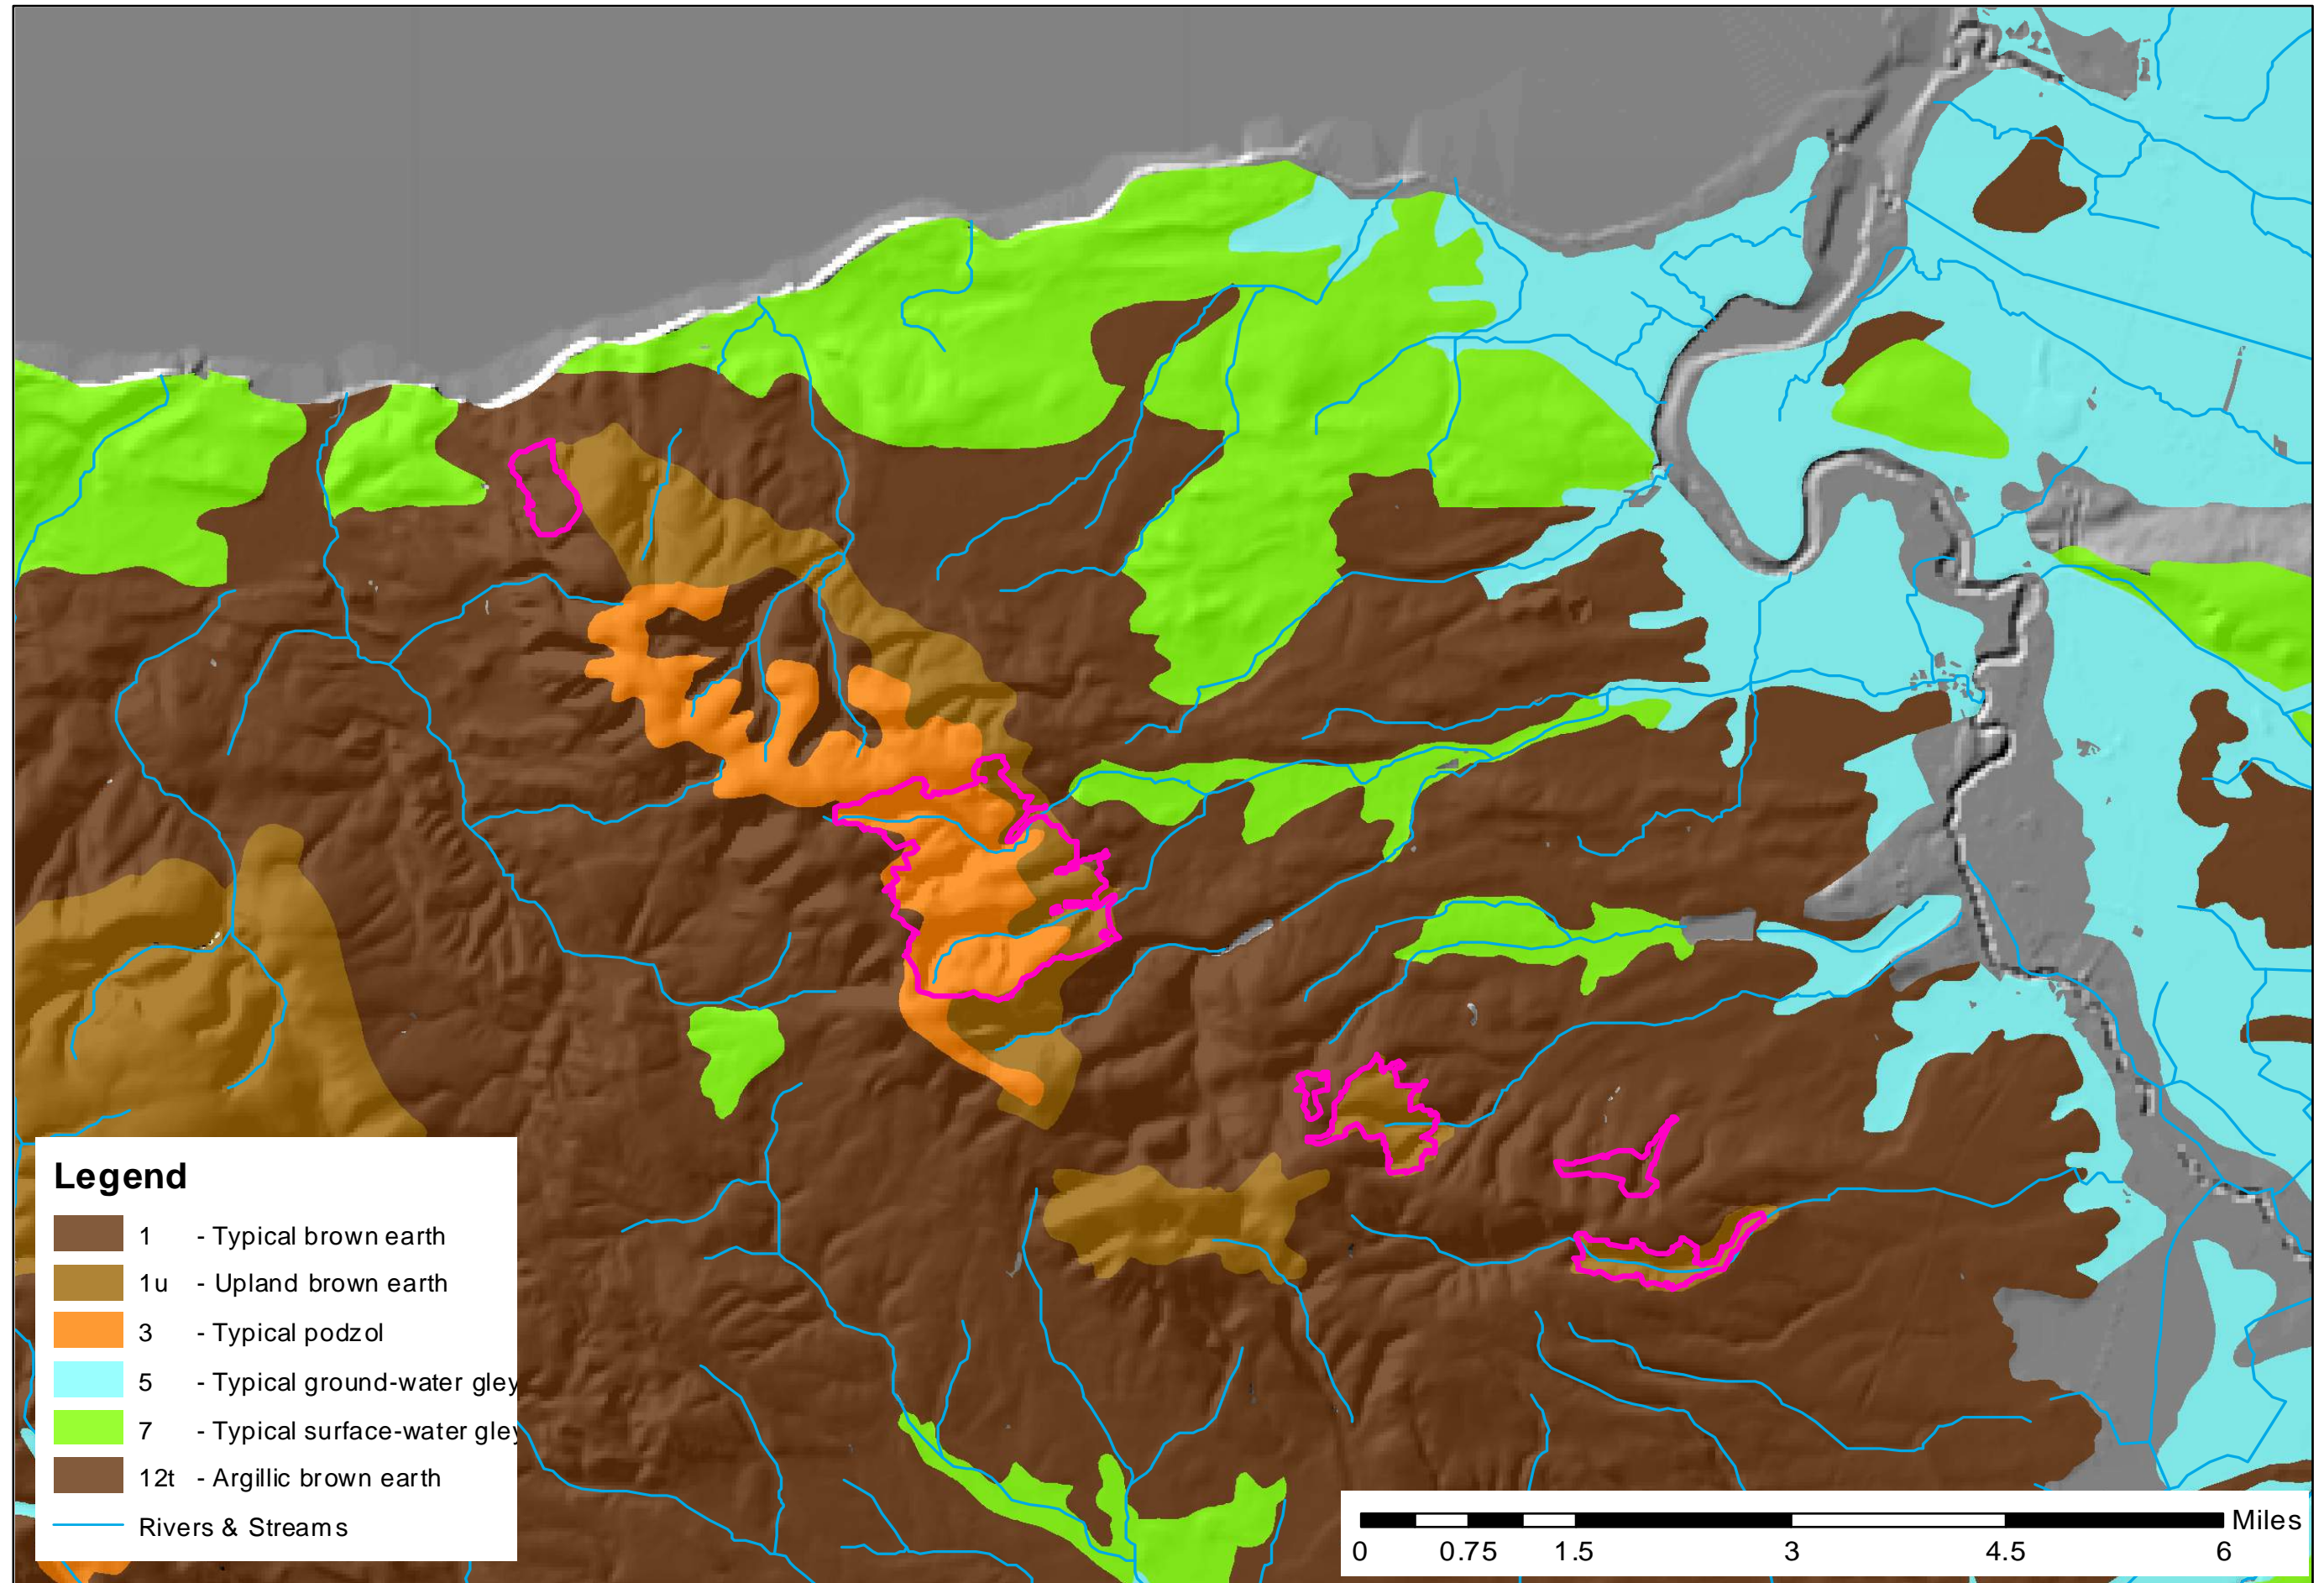 Legend
1 - Typical brown earth
1u - Upland brown earth
3 - Typical podzol
5 - Typical ground-water gley
7 - Typical surface-water gley
12t - Argillic brown earth
Rivers & Streams
Miles
0 0.75 1.5 3 4.5 6